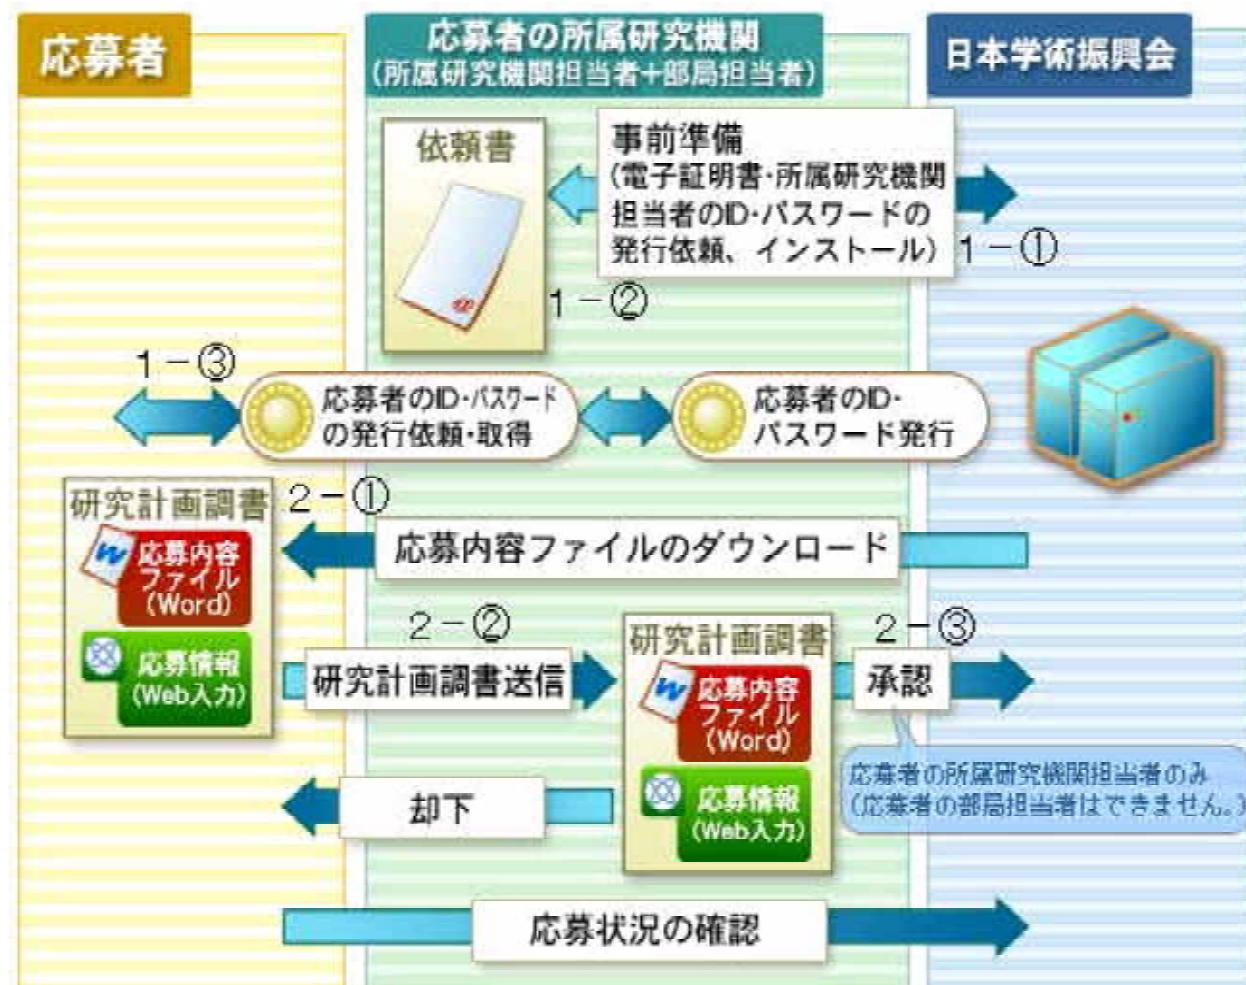 応募者
応募者の所属研究機関
(所属研究機関担当者＋部局担当者)
日本学術振興会
依頼書
事前準備
(電子証明書･所属研究機関
担当者のID･パスワードの
発行依頼、インストール)
1－①
1－②
1－③
応募者のID･パスワード
の発行依頼･取得
応募者のID･
パスワード発行
研究計画調書
2－①
応募内容
ファイル
(Word)
応募情報
(Web入力)
応募内容ファイルのダウンロード
2－②
研究計画調書送信
研究計画調書
応募内容
ファイル
(Word)
応募情報
(Web入力)
2－③
承認
応募者の所属研究機関担当者のみ
(応募者の部局担当者はできません。)
却下
応募状況の確認